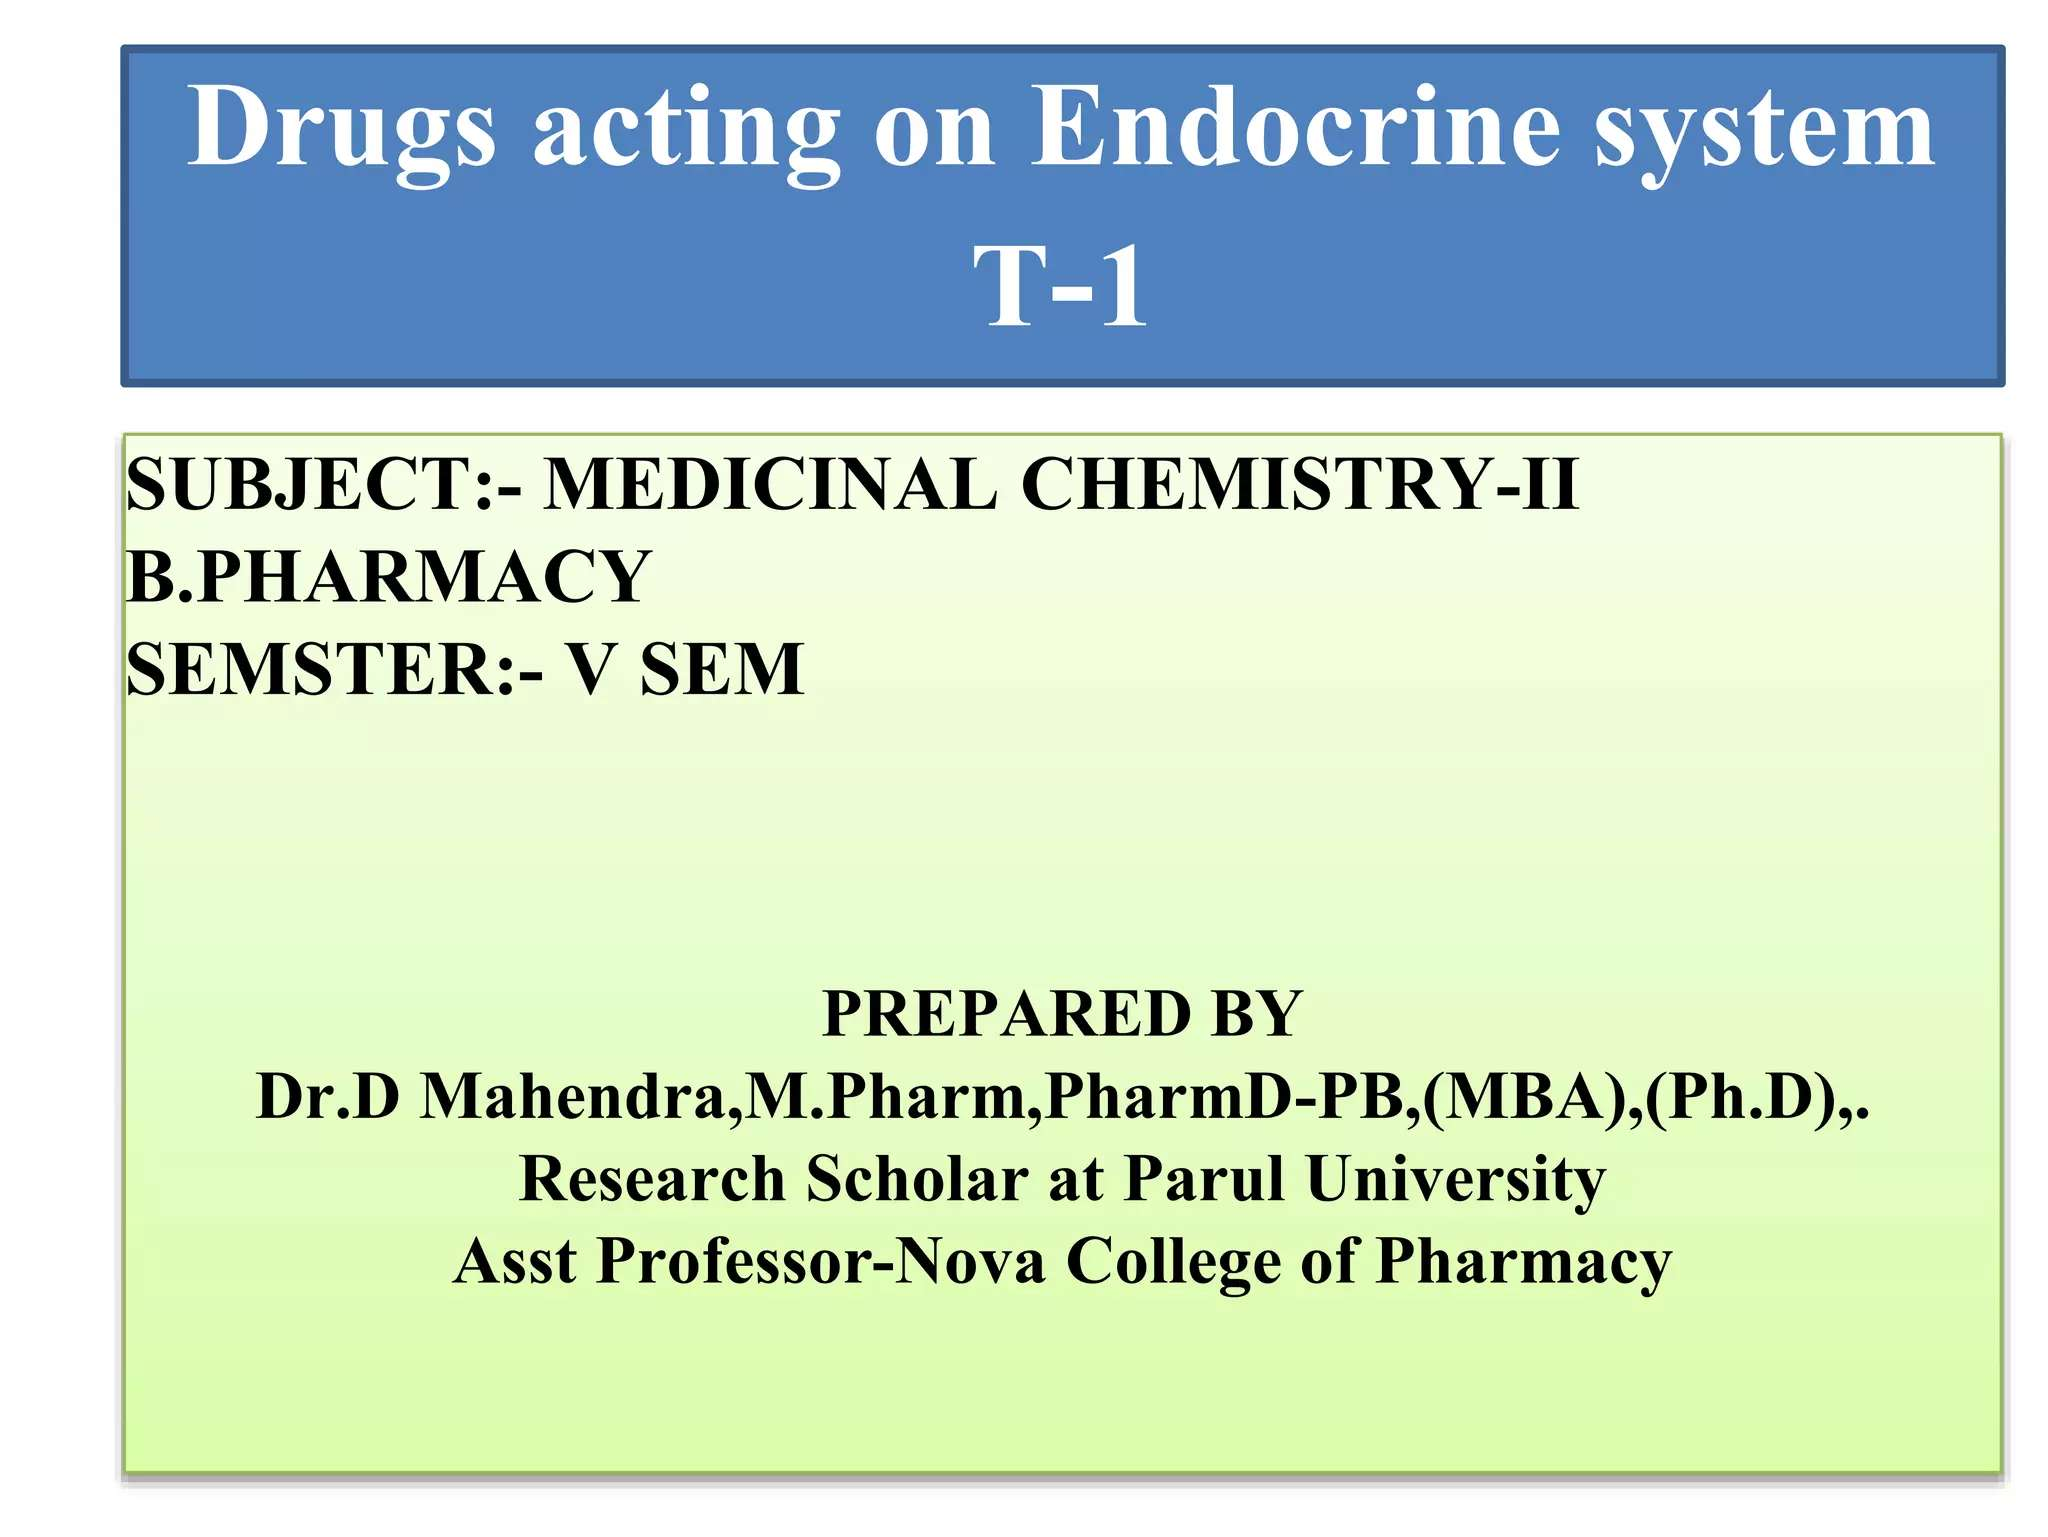 Drugs acting on Endocrine system
T-1
SUBJECT:- MEDICINAL CHEMISTRY-II
B.PHARMACY
SEMSTER:- V SEM
PREPARED BY
Dr.D Mahendra,M.Pharm,PharmD-PB,(MBA),(Ph.D),.
Research Scholar at Parul University
Asst Professor-Nova College of Pharmacy